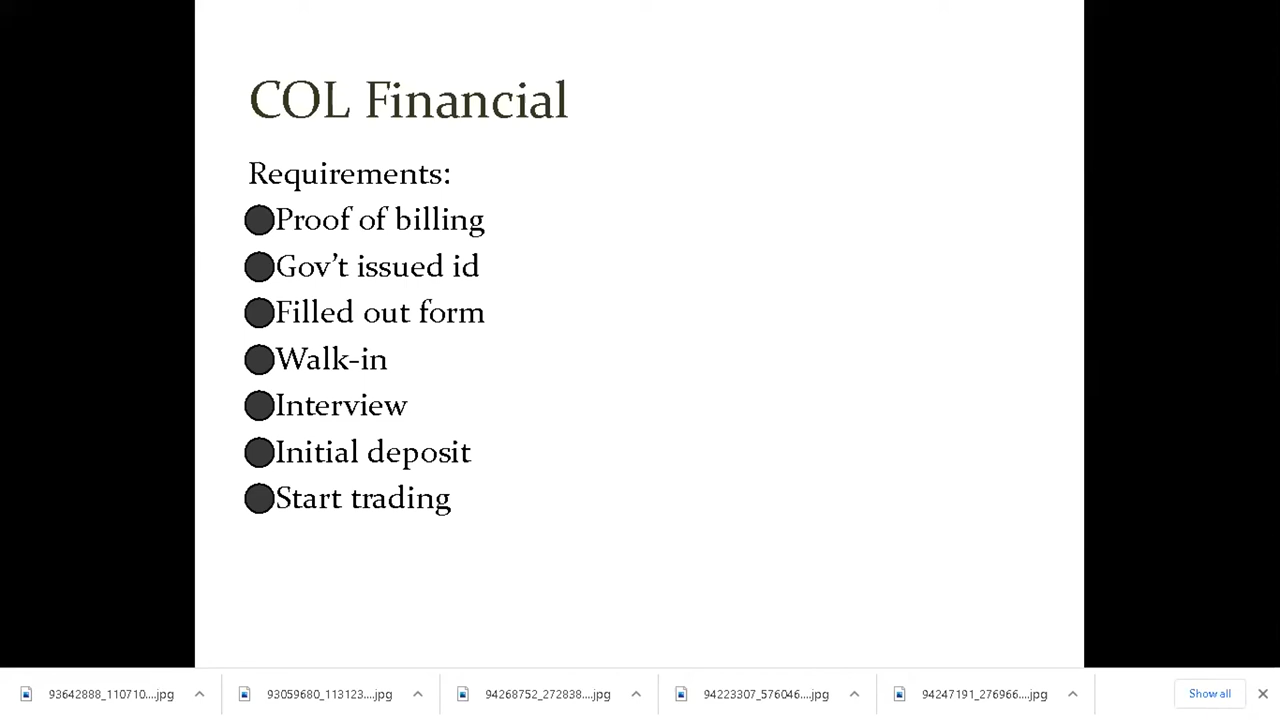 COL Financial
Requirements:
Proof of billing
Gov’t issued id
Filled out form
Walk-in
Interview
Initial deposit
Start trading
93642888_110710....jpg 93059680_113123....jpg 94268752_272838....jpg 94223307_576046....jpg 94247191_276966....jpg Show all